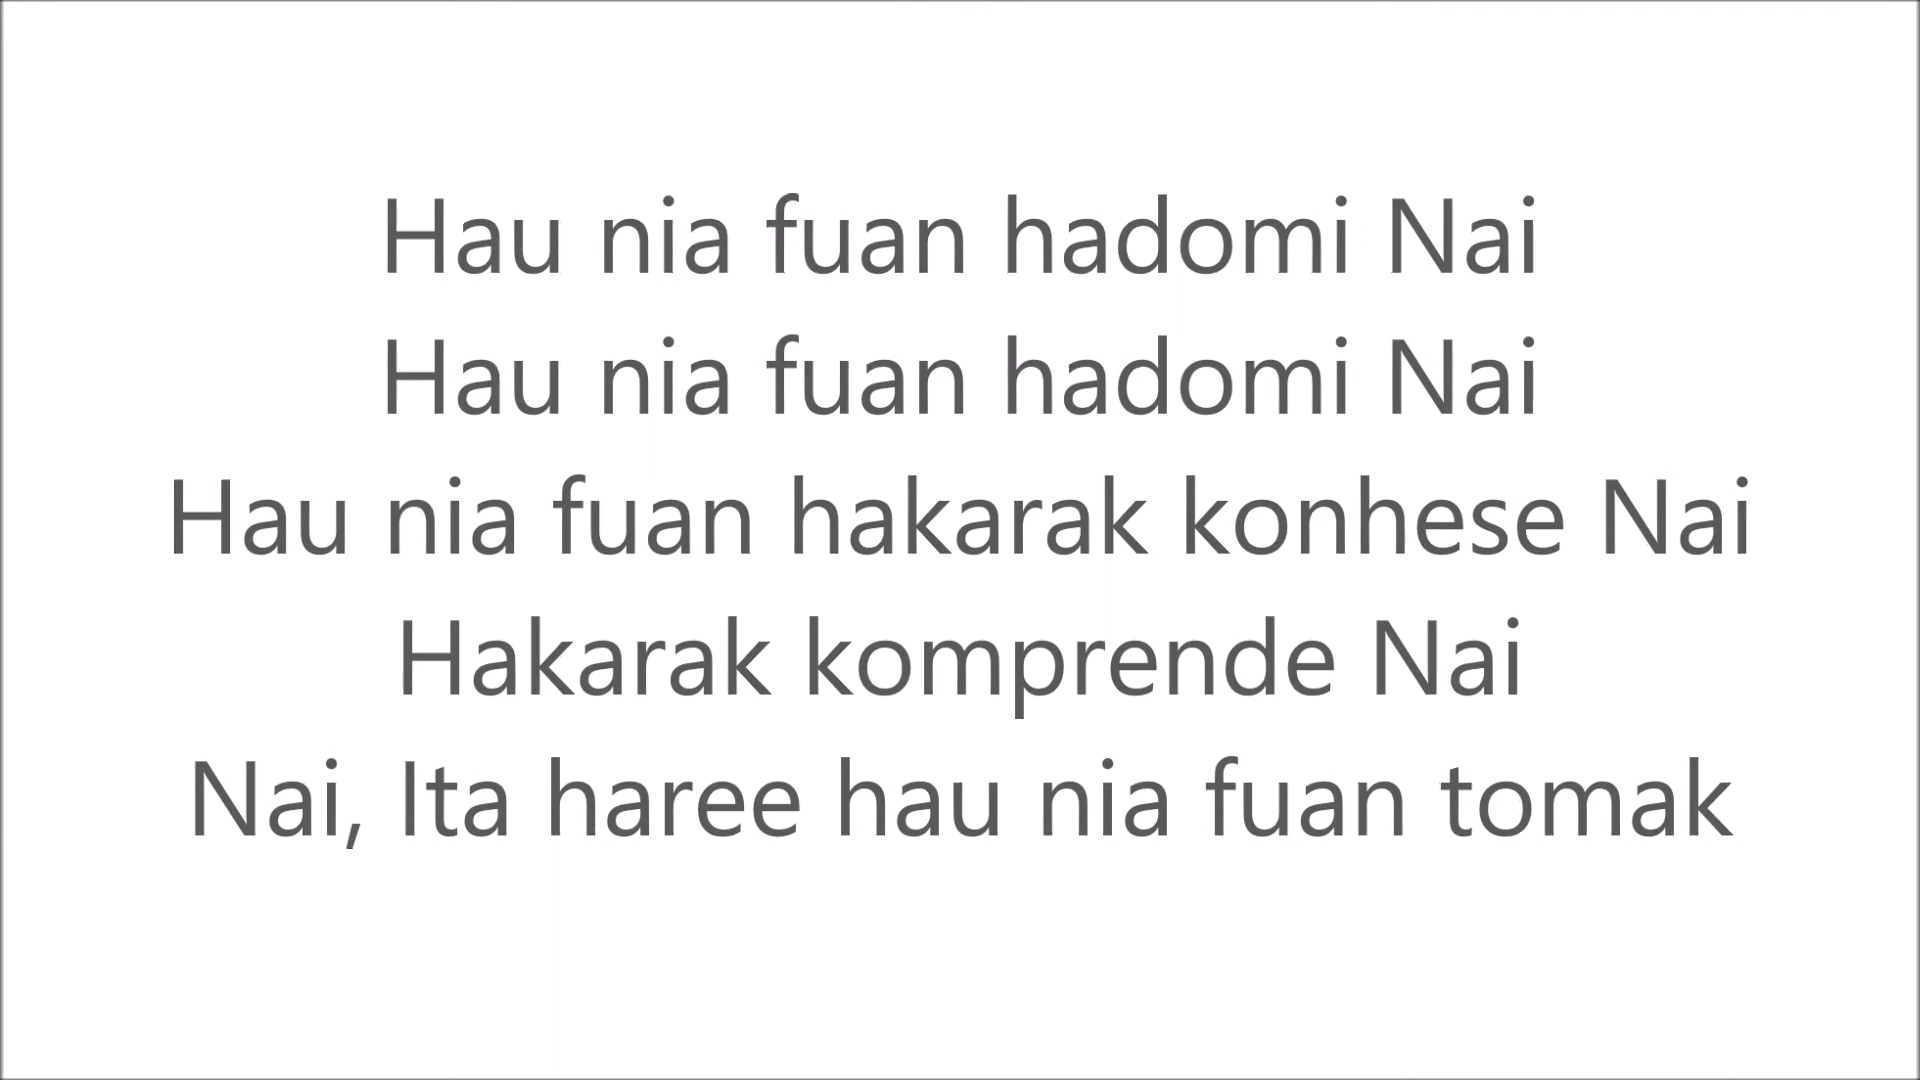 Hau nia fuan hadomi Nai
Hau nia fuan hadomi Nai
Hau nia fuan hakarak konhese Nai
Hakarak komprende Nai
Nai, Ita haree hau nia fuan tomak